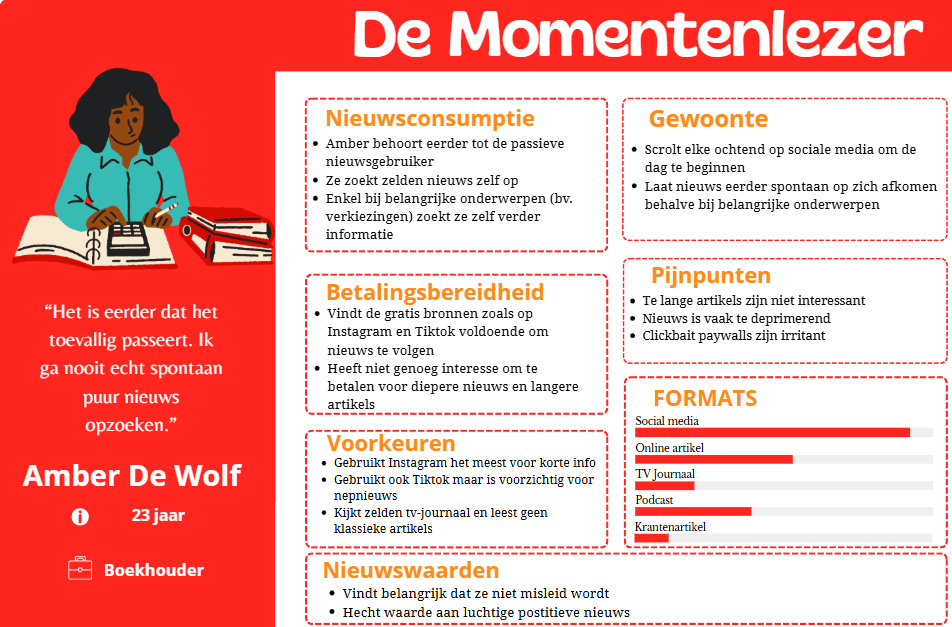 De Momentenlezer
“Het is eerder dat het
toevallig passeert. Ik
ga nooit echt spontaan
puur nieuws
opzoeken.”
Amber De Wolf
23 jaar
Boekhouder
Nieuwsconsumptie
• Amber behoort eerder tot de passieve
nieuwsgebruiker
• Ze zoekt zelden nieuws zelf op
• Enkel bij belangrijke onderwerpen (bv.
verkiezingen) zoekt ze zelf verder
informatie
Gewoonte
• Scrolt elke ochtend op sociale media om de
dag te beginnen
• Laat nieuws eerder spontaan op zich afkomen
behalve bij belangrijke onderwerpen
Betalingsbereidheid
• Vindt de gratis bronnen zoals op
Instagram en Tiktok voldoende om
nieuws te volgen
• Heeft niet genoeg interesse om te
betalen voor diepere nieuws en langere
artikels
Pijnpunten
• Te lange artikels zijn niet interessant
• Nieuws is vaak te deprimerend
• Clickbait paywalls zijn irritant
Voorkeuren
• Gebruikt Instagram het meest voor korte info
• Gebruikt ook Tiktok maar is voorzichtig voor
nepnieuws
• Kijkt zelden tv-journaal en leest geen
klassieke artikels
FORMATS
Social media
Online artikel
TV Journaal
Podcast
Krantenartikel
Nieuwswaarden
• Vindt belangrijk dat ze niet misleid wordt
• Hecht waarde aan luchtige postitieve nieuws